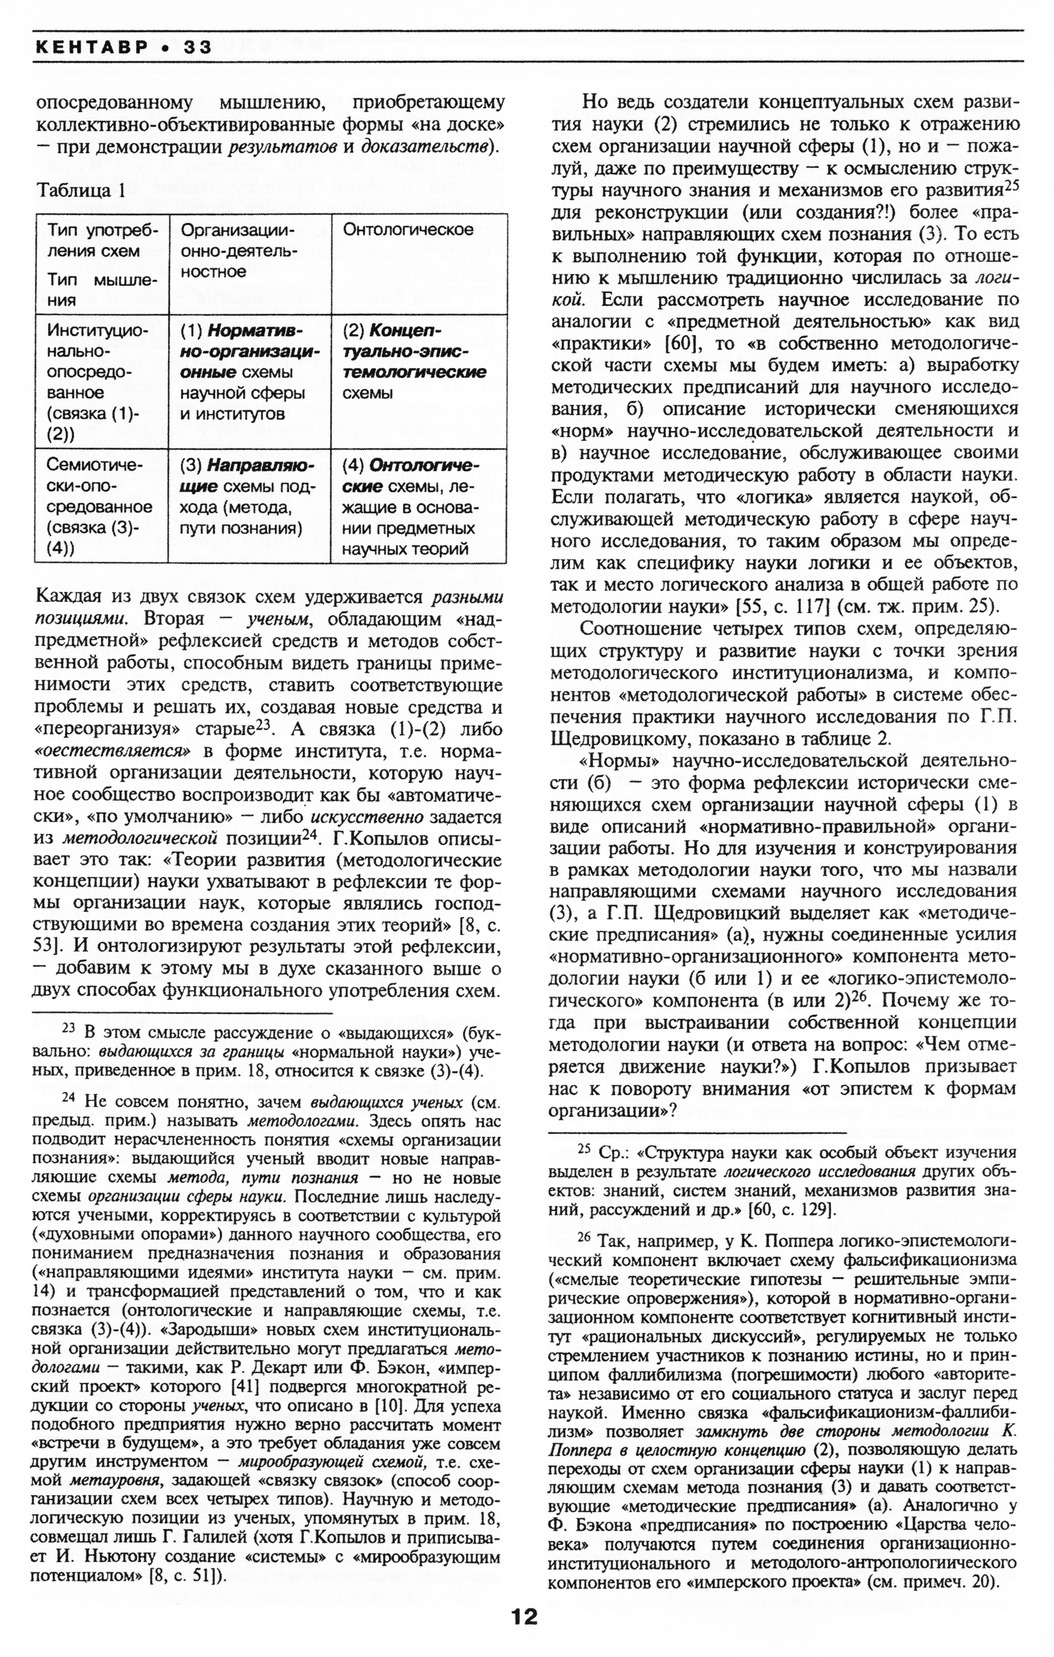 КЕНТАВР • 33
опосредованному мышлению, приобретающему
коллективно-объективированные формы «на доске»
— при демонстрации результатов и доказательств).
Таблица 1
Тип употреб-
ления схем
Тип мышле-
ния
Организации-
онно-деятель-
ностное
Онтологическое
Институцио-
нально-
опосредо-
ванное
(связка (1)-
(2))
(1) Норматив-
но-организаци-
онные схемы
научной сферы
и институтов
(2) Концеп-
туально-эпис-
темологические
схемы
Семиотиче-
ски-опо-
средованное
(связка (3)-
(4))
(3) Направляю-
щие схемы под-
хода (метода,
пути познания)
(4) Онтологиче-
ские схемы, ле-
жащие в основа-
нии предметных
научных теорий
Каждая из двух связок схем удерживается разными
позициями. Вторая — ученым, обладающим «над-
предметной» рефлексией средств и методов собст-
венной работы, способным видеть границы приме-
нимости этих средств, ставить соответствующие
проблемы и решать их, создавая новые средства и
«переорганизуя» старые23. А связка (1)-(2) либо
«оестествляется» в форме института, т.е. норма-
тивной организации деятельности, которую науч-
ное сообщество воспроизводит как бы «автоматиче-
ски», «по умолчанию» — либо искусственно задается
из методологической позиции24. Г.Копылов описы-
вает это так: «Теории развития (методологические
концепции) науки ухватывают в рефлексии те фор-
мы организации наук, которые являлись господ-
ствующими во времена создания этих теорий» [8, с.
53]. И онтологизируют результаты этой рефлексии,
— добавим к этому мы в духе сказанного выше о
двух способах функционального употребления схем.
23 В этом смысле рассуждение о «выдающихся» (бук-
вально: выдающихся за границы «нормальной науки») уче-
ных, приведенное в прим. 18, относится к связке (3)-(4).
24 Не совсем понятно, зачем выдающихся ученых (см.
предыд. прим.) называть методологами. Здесь опять нас
подводит нерасчлененность понятия «схемы организации
познания»: выдающийся ученый вводит новые направ-
ляющие схемы метода, пути познания — но не новые
схемы организации сферы науки. Последние лишь наследу-
ются учеными, корректируясь в соответствии с культурой
(«духовными опорами») данного научного сообщества, его
пониманием предназначения познания и образования
(«направляющими идеями» института науки — см. прим.
14) и трансформацией представлений о том, что и как
познается (онтологические и направляющие схемы, т.е.
связка (3)-(4)). «Зародыши» новых схем институциональ-
ной организации действительно могут предлагаться мето-
дологами — такими, как Р. Декарт или Ф. Бэкон, «импер-
ский проект» которого [41] подвергся многократной ре-
дукции со стороны ученых, что описано в [10]. Для успеха
подобного предприятия нужно верно рассчитать момент
«встречи в будущем», а это требует обладания уже совсем
другим инструментом — мирообразующей схемой, т.е. схе-
мой метауровня, задающей «связку связок» (способ соор-
ганизации схем всех четырех типов). Научную и методо-
логическую позиции из ученых, упомянутых в прим. 18,
совмещал лишь Г. Галилей (хотя Г.Копылов и приписыва-
ет И. Ньютону создание «системы» с «мирообразующим
потенциалом» [8, с. 51]).
Но ведь создатели концептуальных схем разви-
тия науки (2) стремились не только к отражению
схем организации научной сферы (1), но и — пожа-
луй, даже по преимуществу — к осмыслению струк-
туры научного знания и механизмов его развития25
для реконструкции (или создания?!) более «пра-
вильных» направляющих схем познания (3). То есть
к выполнению той функции, которая по отноше-
нию к мышлению традиционно числилась за логи-
кой. Если рассмотреть научное исследование по
аналогии с «предметной деятельностью» как вид
«практики» [60], то «в собственно методологиче-
ской части схемы мы будем иметь: а) выработку
методических предписаний для научного исследо-
вания, б) описание исторически сменяющихся
«норм» научно-исследовательской деятельности и
в) научное исследование, обслуживающее своими
продуктами методическую работу в области науки.
Если полагать, что «логика» является наукой, об-
служивающей методическую работу в сфере науч-
ного исследования, то таким образом мы опреде-
лим как специфику науки логики и ее объектов,
так и место логического анализа в общей работе по
методологии науки» [55, с. 117] (см. тж. прим. 25).
Соотношение четырех типов схем, определяю-
щих структуру и развитие науки с точки зрения
методологического институционализма, и компо-
нентов «методологической работы» в системе обес-
печения практики научного исследования по Г.П.
Щедровицкому, показано в таблице 2.
«Нормы» научно-исследовательской деятельно-
сти (б) — это форма рефлексии исторически сме-
няющихся схем организации научной сферы (1) в
виде описаний «нормативно-правильной» органи-
зации работы. Но для изучения и конструирования
в рамках методологии науки того, что мы назвали
направляющими схемами научного исследования
(3), а Г.П. Щедровицкий выделяет как «методиче-
ские предписания» (а), нужны соединенные усилия
«нормативно-организационного» компонента мето-
дологии науки (б или 1) и ее «логико-эпистемоло-
гического» компонента (в или 2)26. Почему же то-
гда при выстраивании собственной концепции
методологии науки (и ответа на вопрос: «Чем отме-
ряется движение науки?») Г.Копылов призывает
нас к повороту внимания «от эпистем к формам
организации»?
25 Ср.: «Структура науки как особый объект изучения
выделен в результате логического исследования других объ-
ектов: знаний, систем знаний, механизмов развития зна-
ний, рассуждений и др.» [60, с. 129].
26 Так, например, у К. Поппера логико-эпистемологи-
ческий компонент включает схему фальсификационизма
(«смелые теоретические гипотезы — решительные эмпи-
рические опровержения»), которой в нормативно-органи-
зационном компоненте соответствует когнитивный инсти-
тут «рациональных дискуссий», регулируемых не только
стремлением участников к познанию истины, но и прин-
ципом фаллибилизма (погрешимости) любого «авторите-
та» независимо от его социального статуса и заслуг перед
наукой. Именно связка «фальсификационизм-фаллиби-
лизм» позволяет замкнуть две стороны методологии К.
Поппера в целостную концепцию (2), позволяющую делать
переходы от схем организации сферы науки (1) к направ-
ляющим схемам метода познания (3) и давать соответст-
вующие «методические предписания» (а). Аналогично у
Ф. Бэкона «предписания» по построению «Царства чело-
века» получаются путем соединения организационно-
институционального и методолого-антропологиического
компонентов его «имперского проекта» (см. примеч. 20).
12